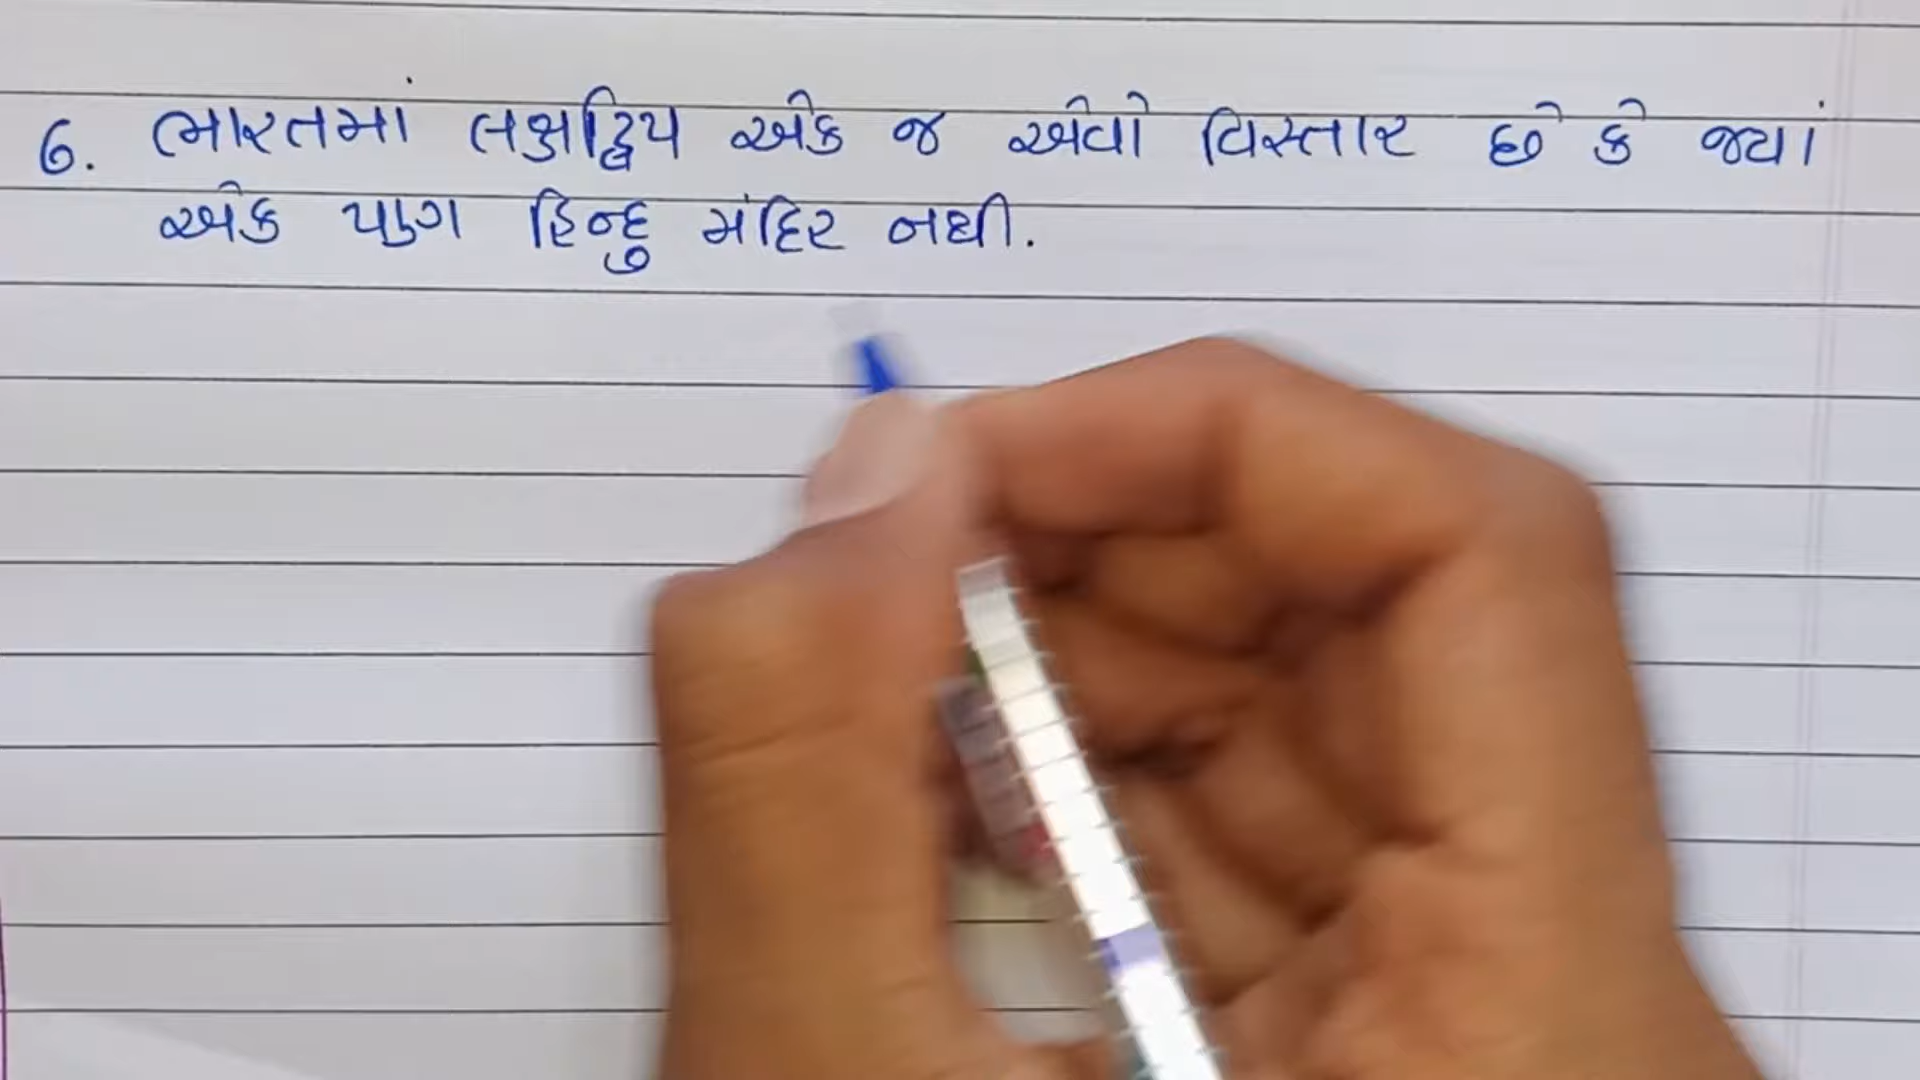 6. ભારતમાં લક્ષદ્વિપ એક જ એવો વિસ્તાર છે કે જ્યાં
એક પણ હિન્દુ મંદિર નથી.